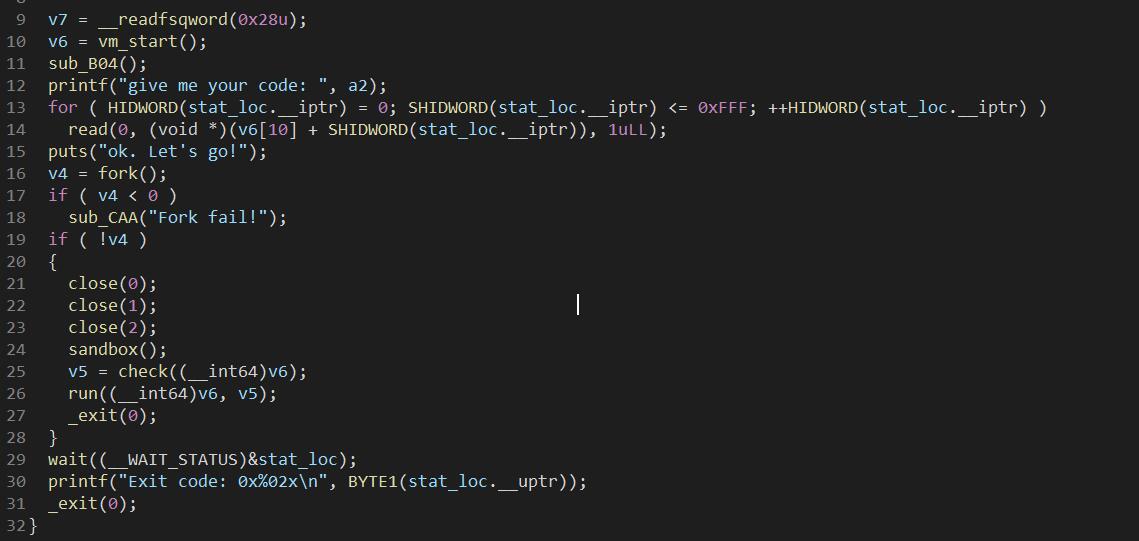 9 v7 = __readfsqword(0x28u);
10 v6 = vm_start();
11 sub_B04();
12 printf("give me your code: ", a2);
13 for ( HIDWORD(stat_loc.__iptr) = 0; SHIDWORD(stat_loc.__iptr) <= 0xFFF; ++HIDWORD(stat_loc.__iptr) )
14 read(0, (void *)(v6[10] + SHIDWORD(stat_loc.__iptr)), 1uLL);
15 puts("ok. Let's go!");
16 v4 = fork();
17 if ( v4 < 0 )
18 sub_CAA("Fork fail!");
19 if ( !v4 )
20 {
21 close(0);
22 close(1);
23 close(2);
24 sandbox();
25 v5 = check((__int64)v6);
26 run((__int64)v6, v5);
27 _exit(0);
28 }
29 wait((__WAIT_STATUS)&stat_loc);
30 printf("Exit code: 0x%02x\n", BYTE1(stat_loc.__uptr));
31 _exit(0);
32 }